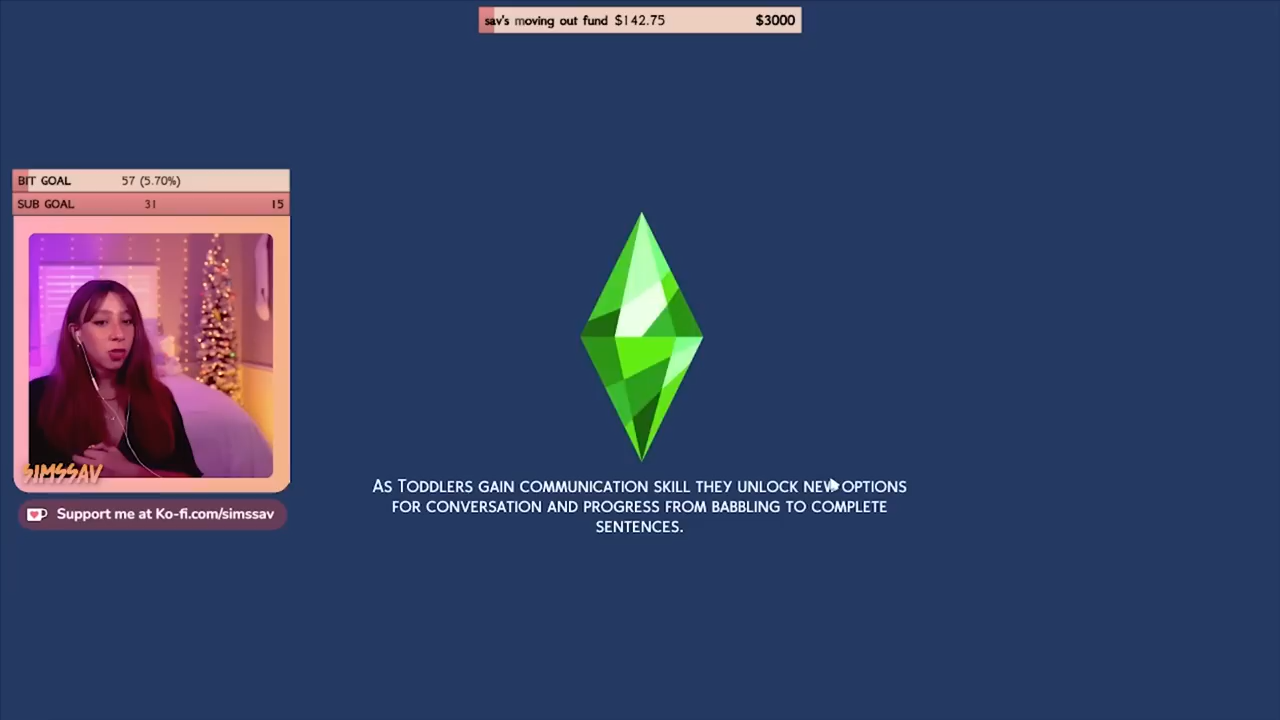 sav's moving out fund $142.75 $3000
BIT GOAL 57 (5.70%)
SUB GOAL 31 15
SIMSSAV
Support me at Ko-fi.com/simssav
AS TODDLERS GAIN COMMUNICATION SKILL THEY UNLOCK NEW OPTIONS
FOR CONVERSATION AND PROGRESS FROM BABBLING TO COMPLETE
SENTENCES.